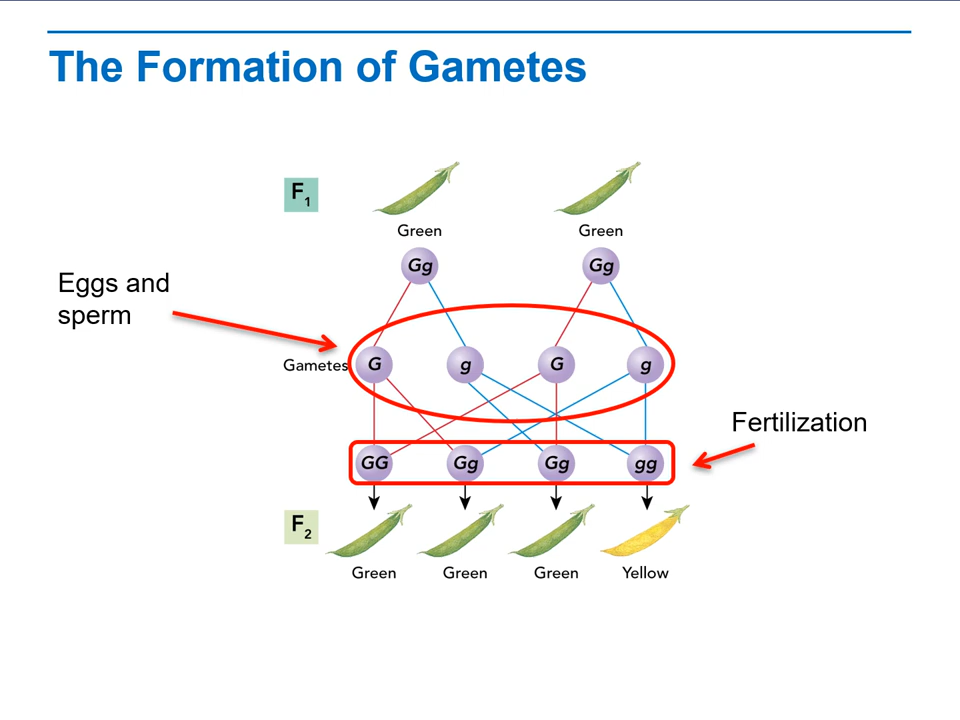 The Formation of Gametes
F1
Green Green
Gg Gg
Eggs and
sperm
Gametes G g G g
Fertilization
GG Gg Gg gg
F2
Green Green Green Yellow